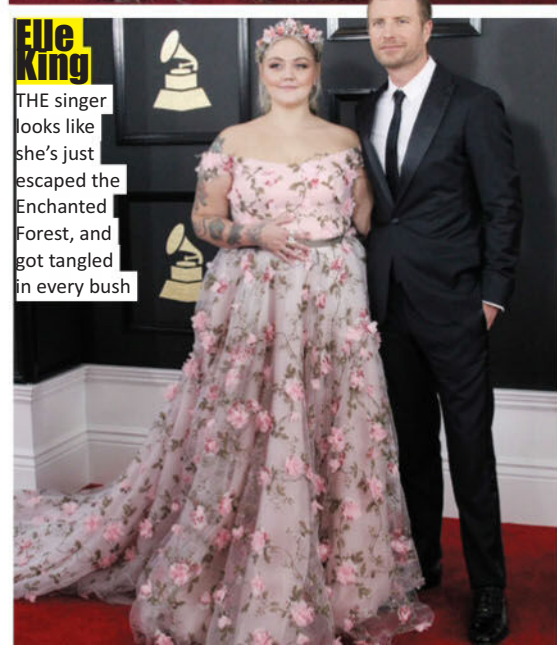 Elle
King
THE singer
looks like
she's just
escaped the
Enchanted
Forest, and
got tangled
in every bush